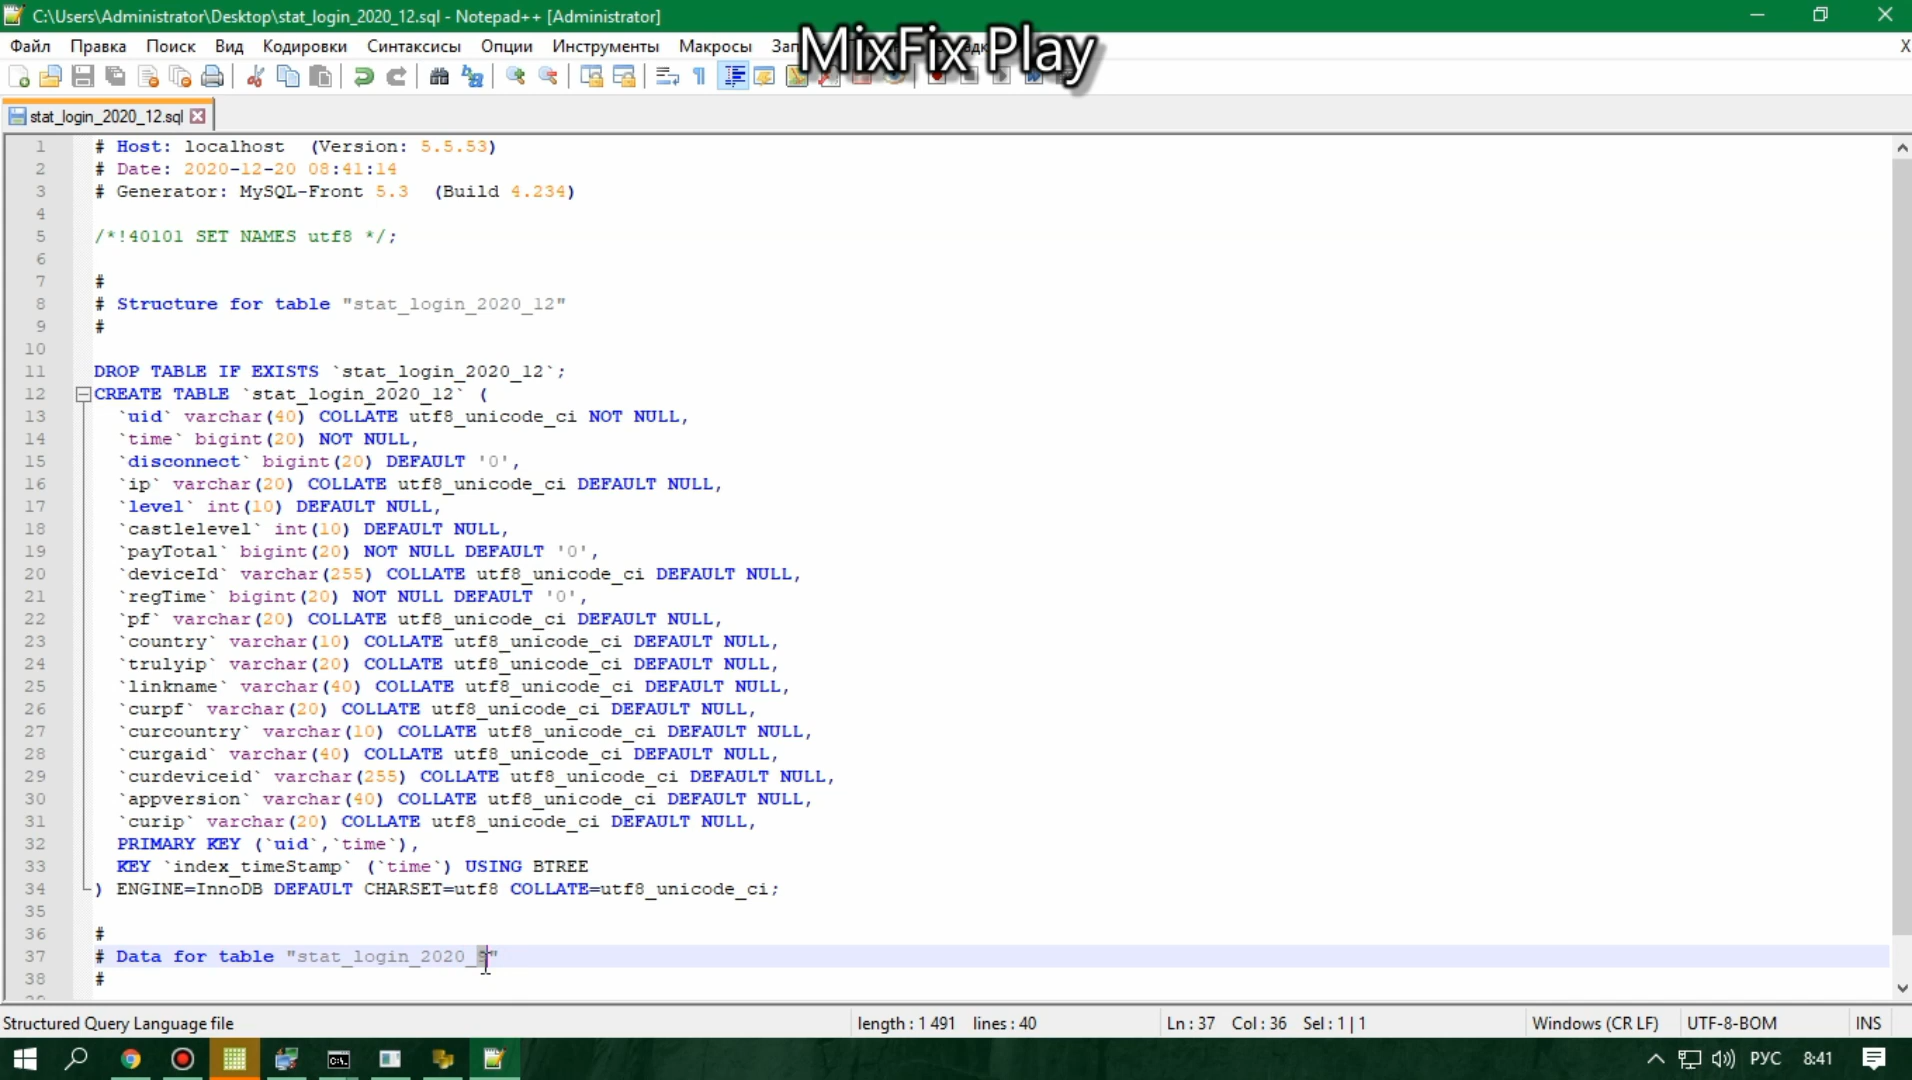 C:\Users\Administrator\Desktop\stat_login_2020_12.sql - Notepad++ [Administrator]
MixFix Play
Файл Правка Поиск Вид Кодировки Синтаксисы Опции Инструменты Макросы X
stat_login_2020_12.sql
1 # Host: localhost (Version: 5.5.53)
2 # Date: 2020-12-20 08:41:14
3 # Generator: MySQL-Front 5.3 (Build 4.234)
4
5 /*!40101 SET NAMES utf8 */;
6
7 #
8 # Structure for table "stat_login_2020_12"
9 #
10
11 DROP TABLE IF EXISTS `stat_login_2020_12`;
12 CREATE TABLE `stat_login_2020_12` (
13 `uid` varchar(40) COLLATE utf8_unicode_ci NOT NULL,
14 `time` bigint(20) NOT NULL,
15 `disconnect` bigint(20) DEFAULT '0',
16 `ip` varchar(20) COLLATE utf8_unicode_ci DEFAULT NULL,
17 `level` int(10) DEFAULT NULL,
18 `castlelevel` int(10) DEFAULT NULL,
19 `payTotal` bigint(20) NOT NULL DEFAULT '0',
20 `deviceId` varchar(255) COLLATE utf8_unicode_ci DEFAULT NULL,
21 `regTime` bigint(20) NOT NULL DEFAULT '0',
22 `pf` varchar(20) COLLATE utf8_unicode_ci DEFAULT NULL,
23 `country` varchar(10) COLLATE utf8_unicode_ci DEFAULT NULL,
24 `trulyip` varchar(20) COLLATE utf8_unicode_ci DEFAULT NULL,
25 `linkname` varchar(40) COLLATE utf8_unicode_ci DEFAULT NULL,
26 `curpf` varchar(20) COLLATE utf8_unicode_ci DEFAULT NULL,
27 `curcountry` varchar(10) COLLATE utf8_unicode_ci DEFAULT NULL,
28 `curgaid` varchar(40) COLLATE utf8_unicode_ci DEFAULT NULL,
29 `curdeviceid` varchar(255) COLLATE utf8_unicode_ci DEFAULT NULL,
30 `appversion` varchar(40) COLLATE utf8_unicode_ci DEFAULT NULL,
31 `curip` varchar(20) COLLATE utf8_unicode_ci DEFAULT NULL,
32 PRIMARY KEY (`uid`,`time`),
33 KEY `index_timeStamp` (`time`) USING BTREE
34 ) ENGINE=InnoDB DEFAULT CHARSET=utf8 COLLATE=utf8_unicode_ci;
35
36 #
37 # Data for table "stat_login_2020_9"
38 #
Structured Query Language file length : 1 491 lines : 40 Ln : 37 Col : 36 Sel : 1 | 1 Windows (CR LF) UTF-8-BOM INS
РУС 8:41